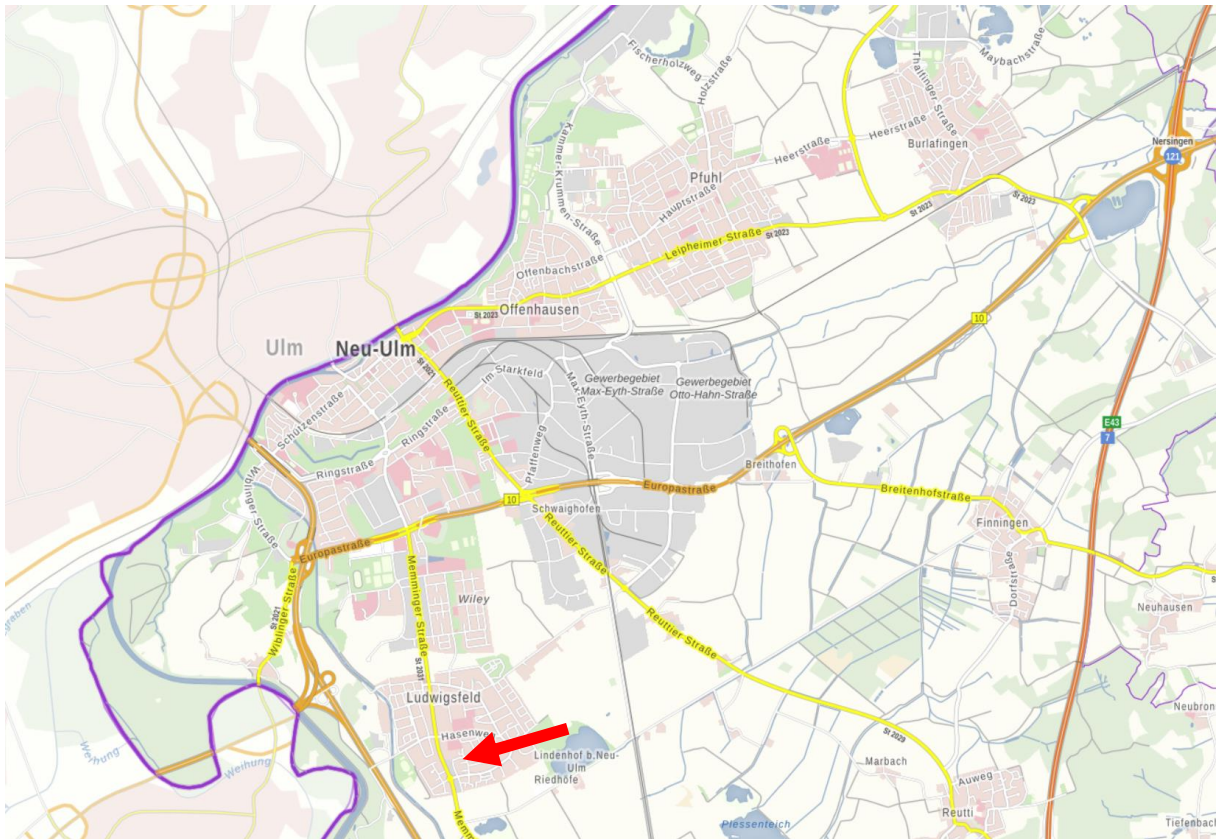 Fischerholzweg
Holzstraße
Maybachstraße
Thalfinger Straße
Nersingen
121
Heerstraße
Heerstraße
Burlafingen
Kammer-Krummen-Straße
Pfuhl
Hauptstraße
St 2023
St 2023
Leipheimer Straße
St 2023
Offenbachstraße
St 2023
Offenhausen
10
Ulm
Neu-Ulm
St 2021
Im Starkfeld
Max-Eyth-Straße
Gewerbegebiet
Max-Eyth-Straße
Gewerbegebiet
Otto-Hahn-Straße
Reuttier Straße
Schützenstraße
Ringstraße
E43
7
Pfaffenweg
Ringstraße
Wiblinger Straße
Breithofen
Europastraße
Breitenhofstraße
10
Schwaighofen
Finningen
Europastraße
Reuttier Straße
Memminger Straße
Dorfstraße
Wiblinger Straße
St 2021
Wiley
Neuhausen
Reuttier Straße
St 2031
Ludwigsfeld
Neubron
Hasenweg
St 2029
Lindenhof b.Neu-
Ulm
Riedhöfe
Weihung
Weihung
Marbach
Auweg
Memm
Plessenteich
Reutti
Tiefenbach